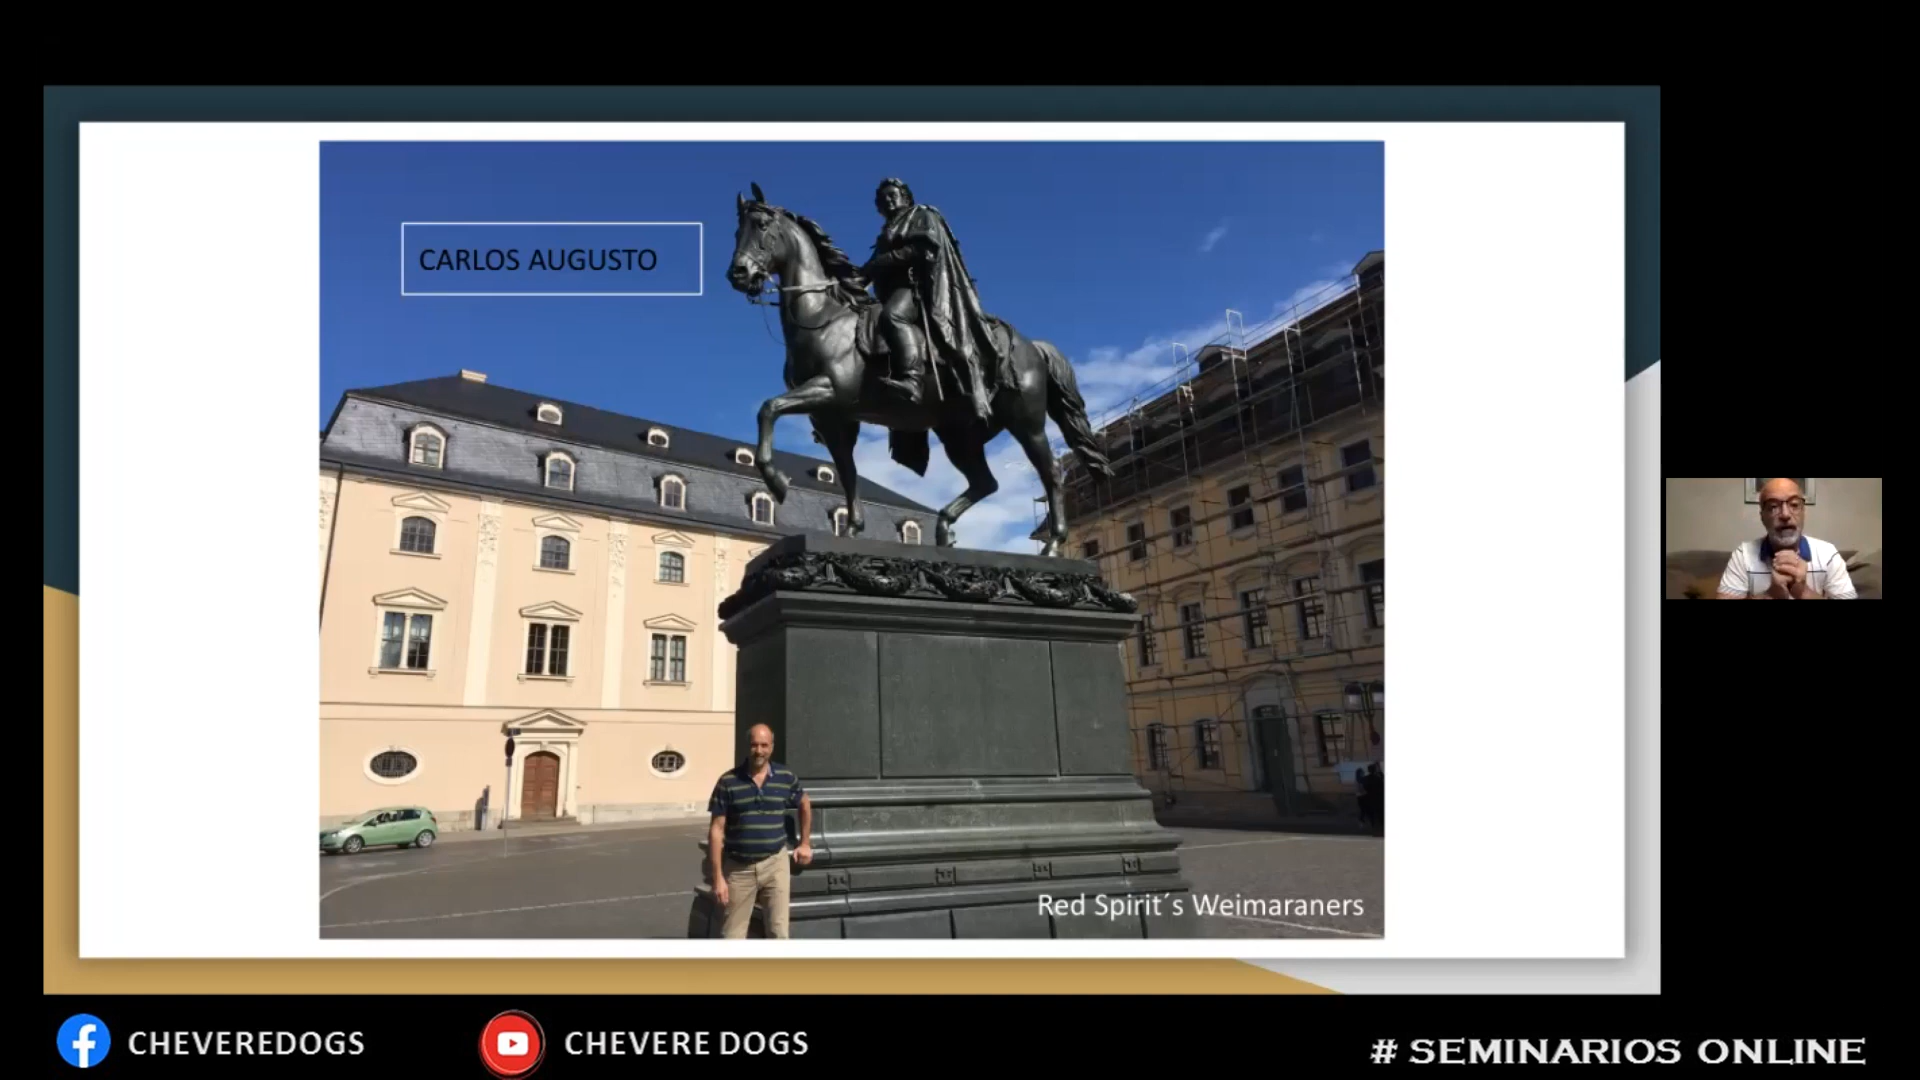 CARLOS AUGUSTO
Red Spirit´s Weimaraners
CHEVEREDOGS
CHEVERE DOGS
# SEMINARIOS ONLINE